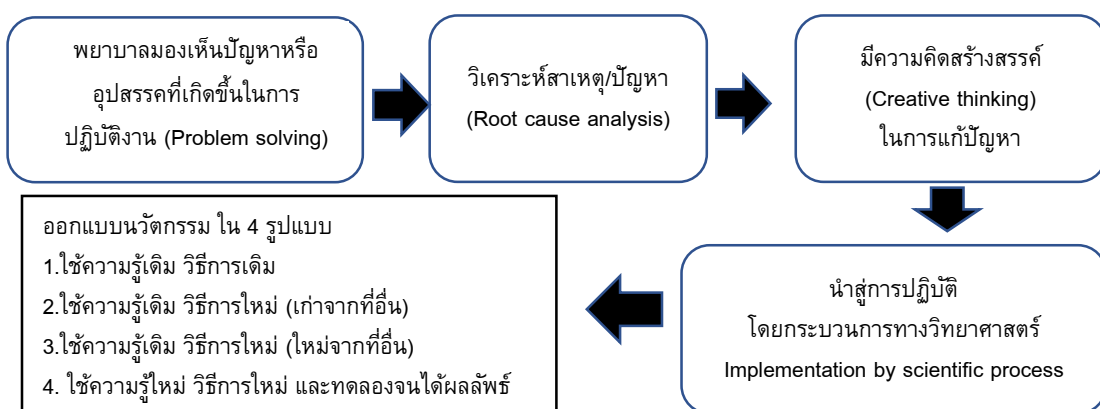 พยาบาลมองเห็นปัญหาหรือ
อุปสรรคที่เกิดขึ้นในการ
ปฏิบัติงาน (Problem solving)
วิเคราะห์สาเหตุ/ปัญหา
(Root cause analysis)
มีความคิดสร้างสรรค์
(Creative thinking)
ในการแก้ปัญหา
นำสู่การปฏิบัติ
โดยกระบวนการทางวิทยาศาสตร์
Implementation by scientific process
ออกแบบนวัตกรรม ใน 4 รูปแบบ
1.ใช้ความรู้เดิม วิธีการเดิม
2.ใช้ความรู้เดิม วิธีการใหม่ (เก่าจากที่อื่น)
3.ใช้ความรู้เดิม วิธีการใหม่ (ใหม่จากที่อื่น)
4. ใช้ความรู้ใหม่ วิธีการใหม่ และทดลองจนได้ผลลัพธ์